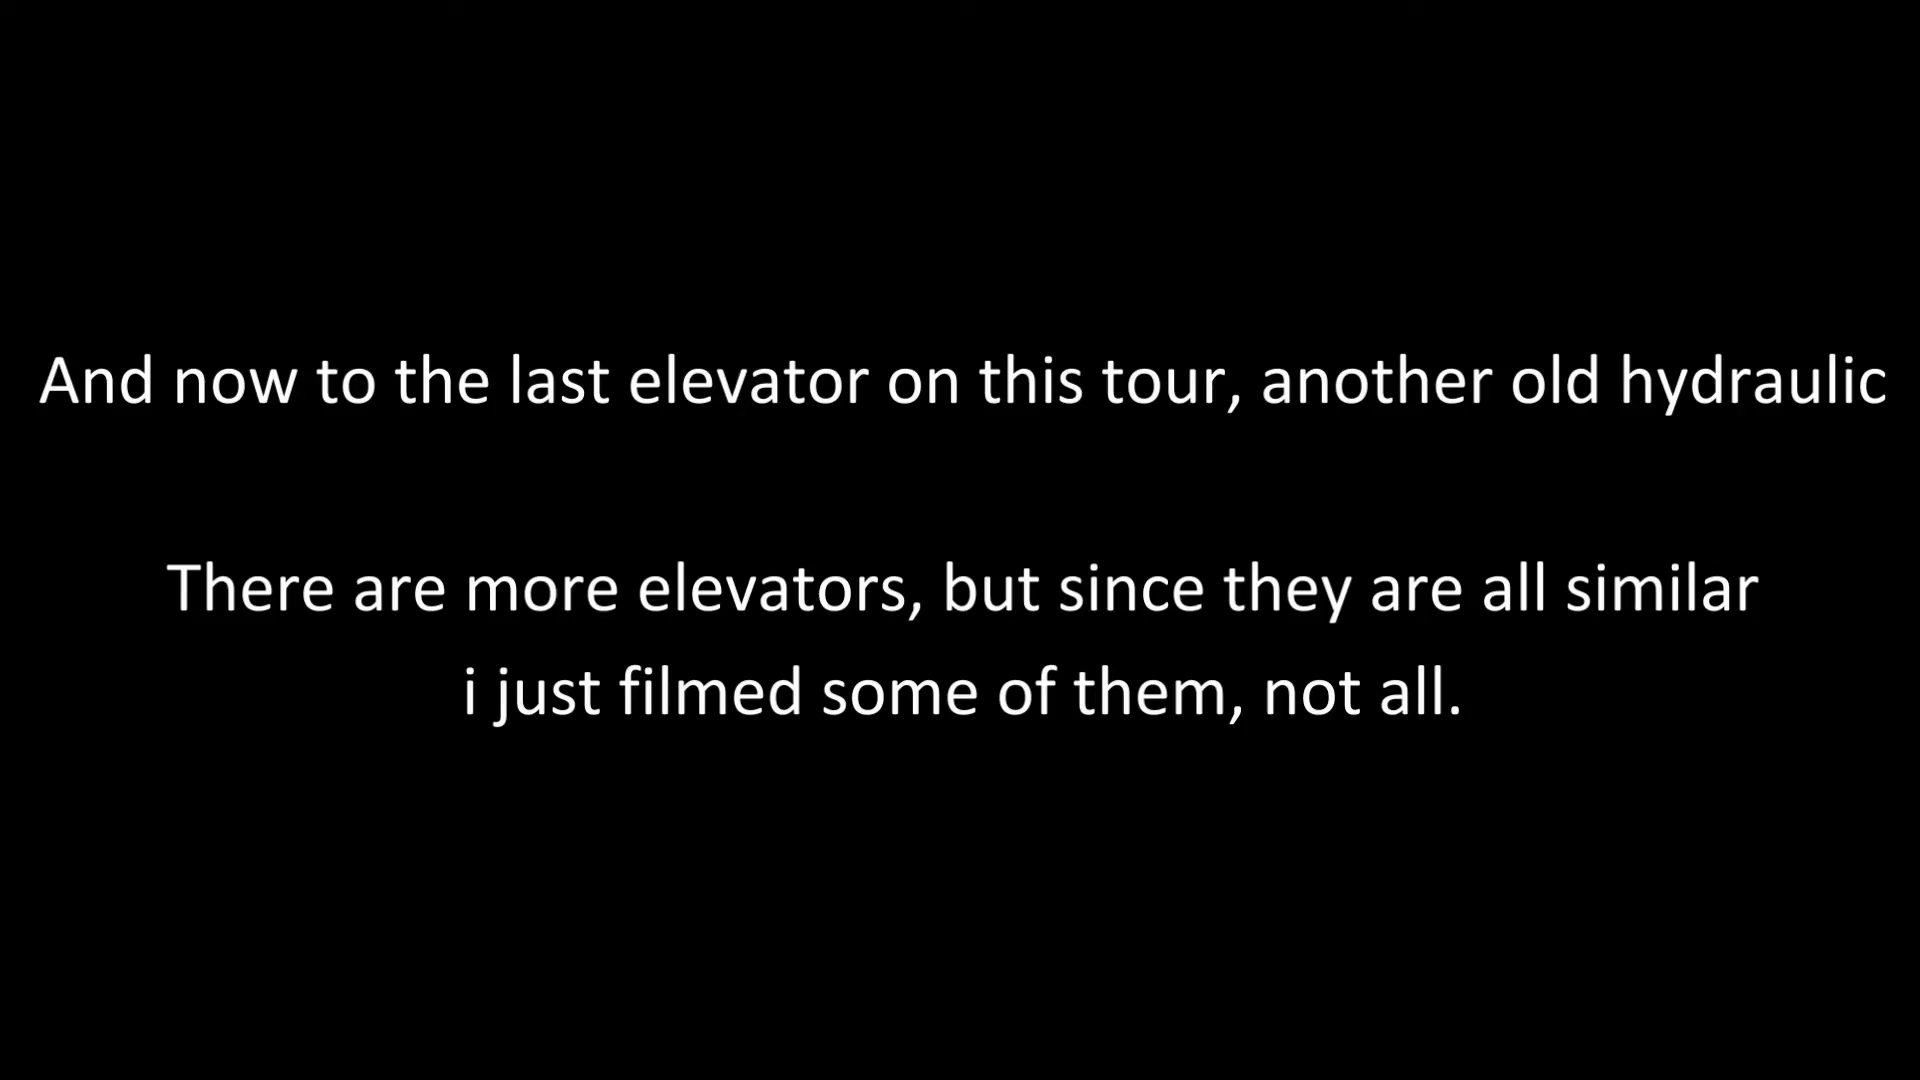 And now to the last elevator on this tour, another old hydraulic
There are more elevators, but since they are all similar
i just filmed some of them, not all.